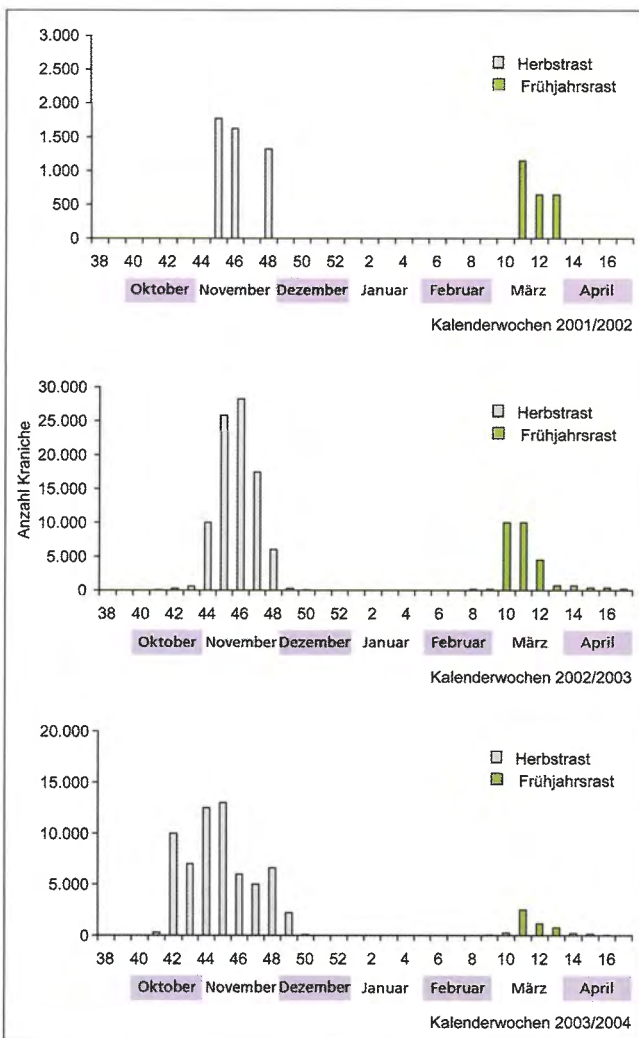 3.000
2.500
2.000
1.500
1.000
500
0
Herbstrast
Frühjahrsrast
38 40 42 44 46 48 50 52 2 4 6 8 10 12 14 16
Oktober November Dezember Januar Februar März April
Kalenderwochen 2001/2002
Anzahl Kraniche
30.000
25.000
20.000
15.000
10.000
5.000
0
Herbstrast
Frühjahrsrast
38 40 42 44 46 48 50 52 2 4 6 8 10 12 14 16
Oktober November Dezember Januar Februar März April
Kalenderwochen 2002/2003
20.000
15.000
10.000
5.000
0
Herbstrast
Frühjahrsrast
38 40 42 44 46 48 50 52 2 4 6 8 10 12 14 16
Oktober November Dezember Januar Februar März April
Kalenderwochen 2003/2004